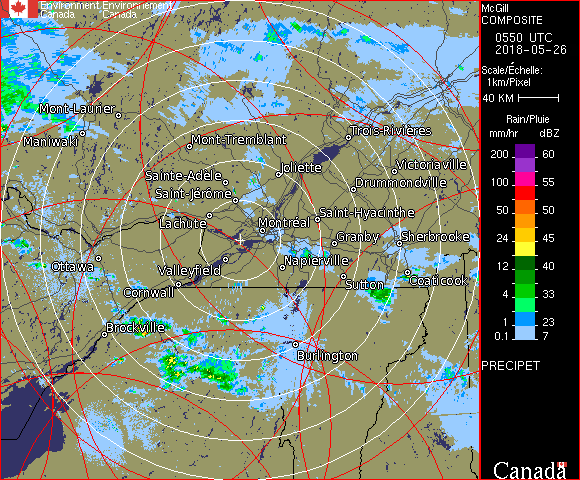 Environment Environnement
Canada Canada
McGill
COMPOSITE
0550 UTC
2018-05-26
Scale/Échelle:
1km/Pixel
40 KM
Rain/Pluie
mm/hr dBZ
200 60
150 57
100 55
50 50
24 45
12 40
4 33
1 23
0.1 7
PRECIPET
Mont-Laurier
Maniwaki
Mont-Tremblant
Trois-Rivières
Joliette
Victoriaville
Sainte-Adèle
Drummondville
Saint-Jérôme
Lachute
Montréal
Saint-Hyacinthe
Granby
Sherbrooke
Ottawa
Valleyfield
Napierville
Cornwall
Sutton
Coaticook
Brockville
Burlington
Canada